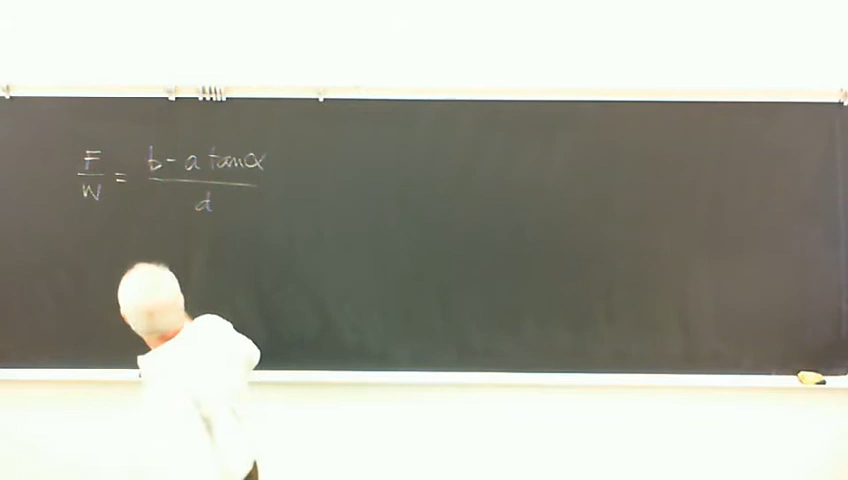 F/W = (b - a tanα)/d